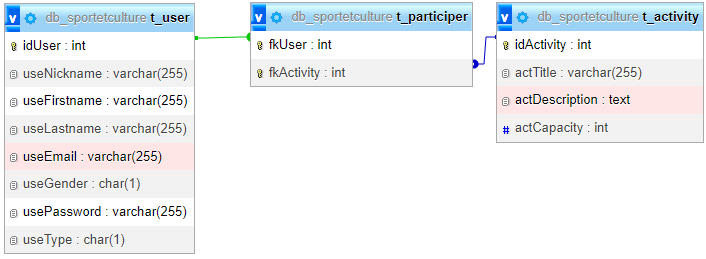 v db_sportetculture t_user
idUser : int
useNickname : varchar(255)
useFirstname : varchar(255)
useLastname : varchar(255)
useEmail : varchar(255)
useGender : char(1)
usePassword : varchar(255)
useType : char(1)
v db_sportetculture t_participer
fkUser : int
fkActivity : int
v db_sportetculture t_activity
idActivity : int
actTitle : varchar(255)
actDescription : text
# actCapacity : int